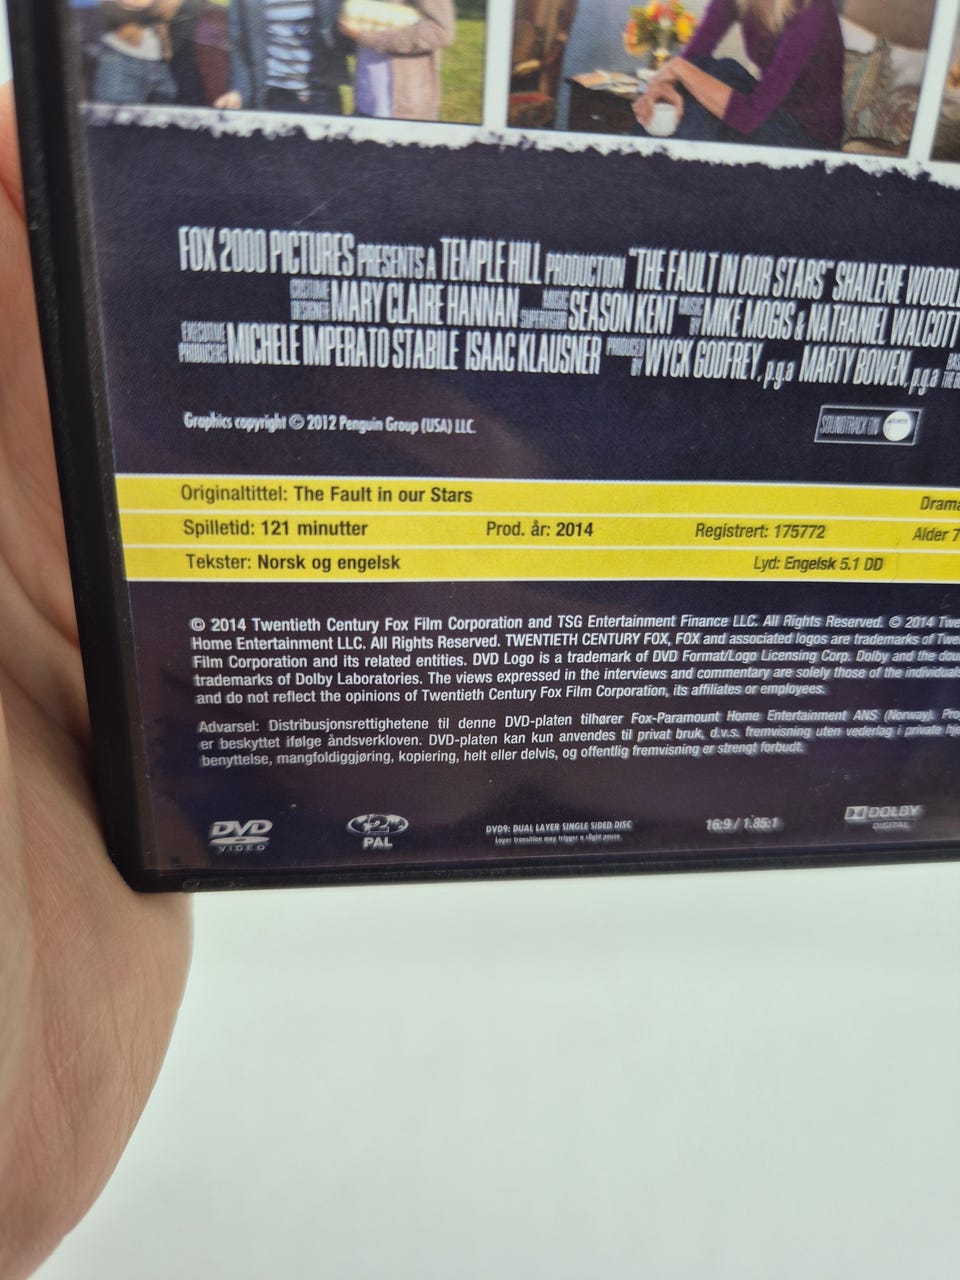 FOX 2000 PICTURES PRESENTS A TEMPLE HILL PRODUCTION "THE FAULT IN OUR STARS" SHAILENE WOODL
COSTUME DESIGNER MARY CLAIRE HANNAN MUSIC SUPERVISOR SEASON KENT MUSIC BY MIKE MOGIS & NATHANIEL WALCOTT
EXECUTIVE PRODUCERS MICHELE IMPERATO STABILE ISAAC KLAUSNER PRODUCED BY WYCK GODFREY, p.g.a MARTY BOWEN, p.g.a
Graphics copyright © 2012 Penguin Group (USA) LLC.
SOUNDTRACK ON
Originaltittel: The Fault in our Stars Drama
Spilletid: 121 minutter Prod. år: 2014 Registrert: 175772 Alder 7
Tekster: Norsk og engelsk Lyd: Engelsk 5.1 DD
© 2014 Twentieth Century Fox Film Corporation and TSG Entertainment Finance LLC. All Rights Reserved. © 2014 Twe
Home Entertainment LLC. All Rights Reserved. TWENTIETH CENTURY FOX, FOX and associated logos are trademarks of Twe
Film Corporation and its related entities. DVD Logo is a trademark of DVD Format/Logo Licensing Corp. Dolby and the dou
trademarks of Dolby Laboratories. The views expressed in the interviews and commentary are solely those of the individuals
and do not reflect the opinions of Twentieth Century Fox Film Corporation, its affiliates or employees.
Advarsel: Distribusjonsrettighetene til denne DVD-platen tilhører Fox-Paramount Home Entertainment ANS (Norway). Pro
er beskyttet ifølge åndsverkloven. DVD-platen kan kun anvendes til privat bruk, d.v.s. fremvisning uten vederlag i private hje
benyttelse, mangfoldiggjøring, kopiering, helt eller delvis, og offentlig fremvisning er strengt forbudt.
DVD VIDEO
2 PAL
DVD9: DUAL LAYER SINGLE SIDED DISC
Layer transition may trigger a slight pause
16:9 / 1.85:1
DOLBY DIGITAL